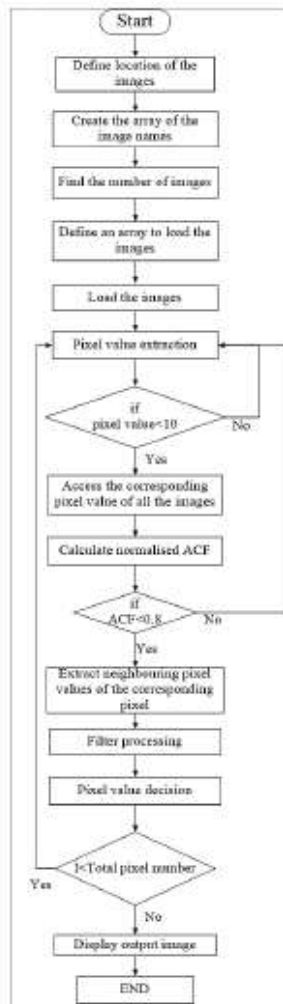 Start
Define location of the
images
Create the array of the
image names
Find the number of images
Define an array to load the
images
Load the images
Pixel value extraction
if
pixel value<10
No
Yes
Access the corresponding
pixel value of all the images
Calculate normalised ACF
if
ACF<0.8
No
Yes
Extract neighbouring pixel
values of the corresponding
pixel
Filter processing
Pixel value decision
I<Total pixel number
Yes
No
Display output image
END